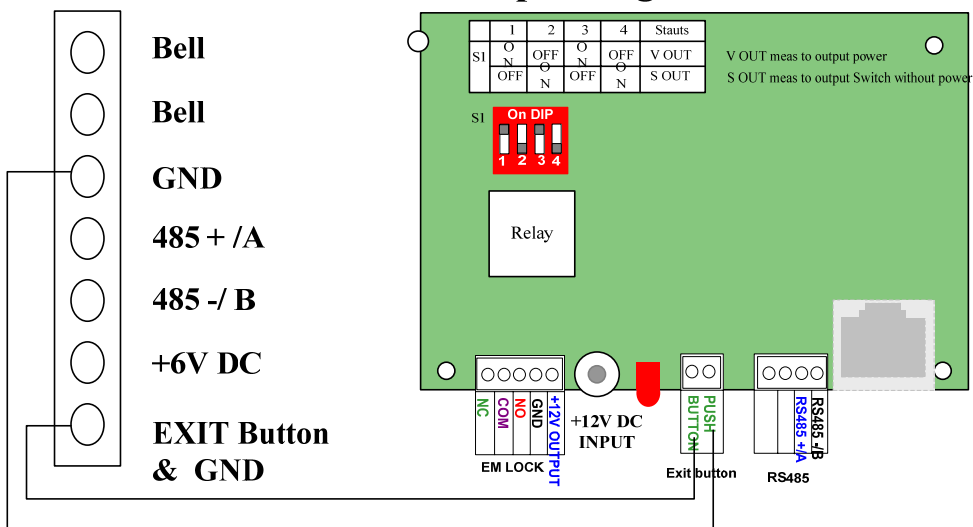 Bell
Bell
GND
485 + /A
485 -/ B
+6V DC
EXIT Button
& GND
1 2 3 4 Stauts
S1 ON OFF ON OFF V OUT
OFF ON OFF ON S OUT
V OUT meas to output power
S OUT meas to output Switch without power
S1
On DIP
1 2 3 4
Relay
NC
COM
NO
GND
+12V OUTPUT
EM LOCK
+12V DC
INPUT
PUSH
BUTTON
Exit button
RS485 +/A
RS485 -/B
RS485